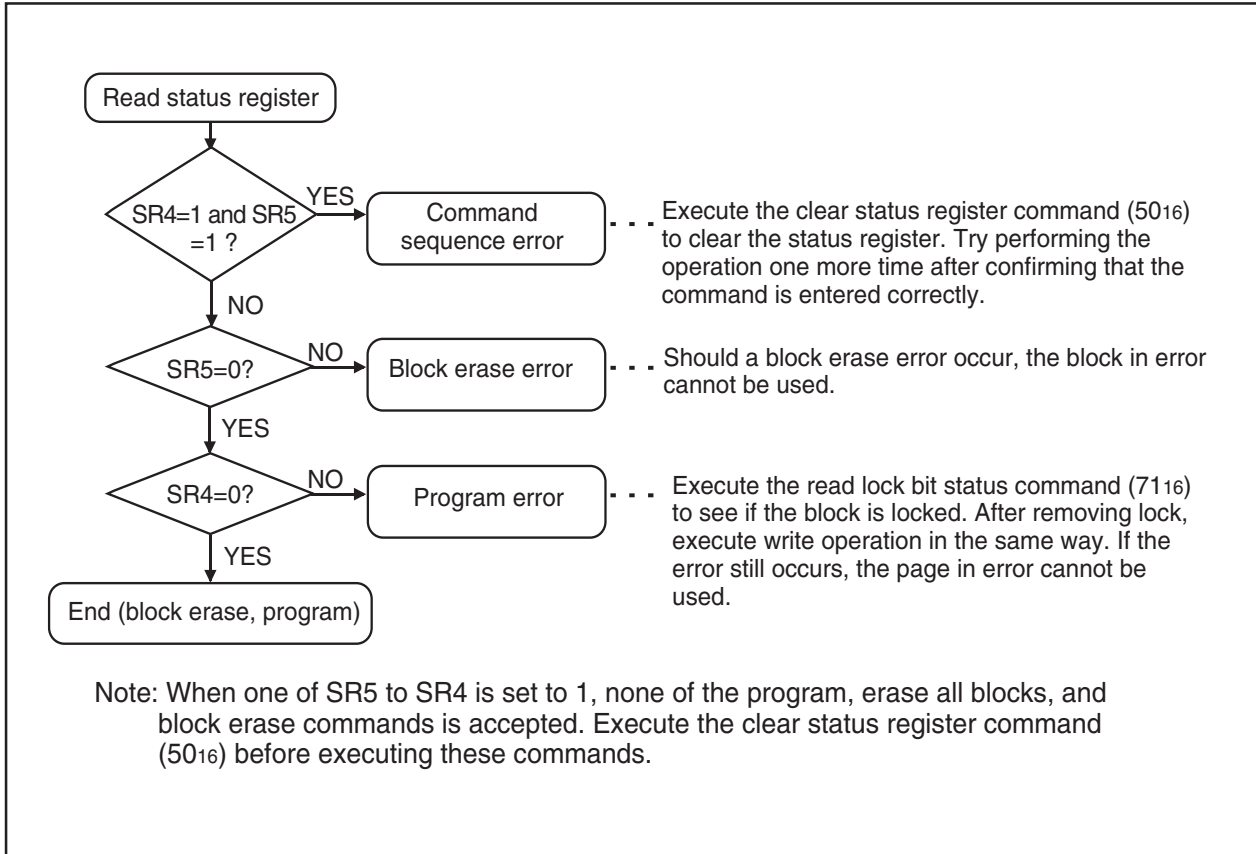 Read status register
SR4=1 and SR5
=1 ?
YES
Command
sequence error
Execute the clear status register command (5016)
to clear the status register. Try performing the
operation one more time after confirming that the
command is entered correctly.
NO
SR5=0?
NO
Block erase error
Should a block erase error occur, the block in error
cannot be used.
YES
SR4=0?
NO
Program error
Execute the read lock bit status command (7116)
to see if the block is locked. After removing lock,
execute write operation in the same way. If the
error still occurs, the page in error cannot be
used.
YES
End (block erase, program)
Note: When one of SR5 to SR4 is set to 1, none of the program, erase all blocks, and
block erase commands is accepted. Execute the clear status register command
(5016) before executing these commands.